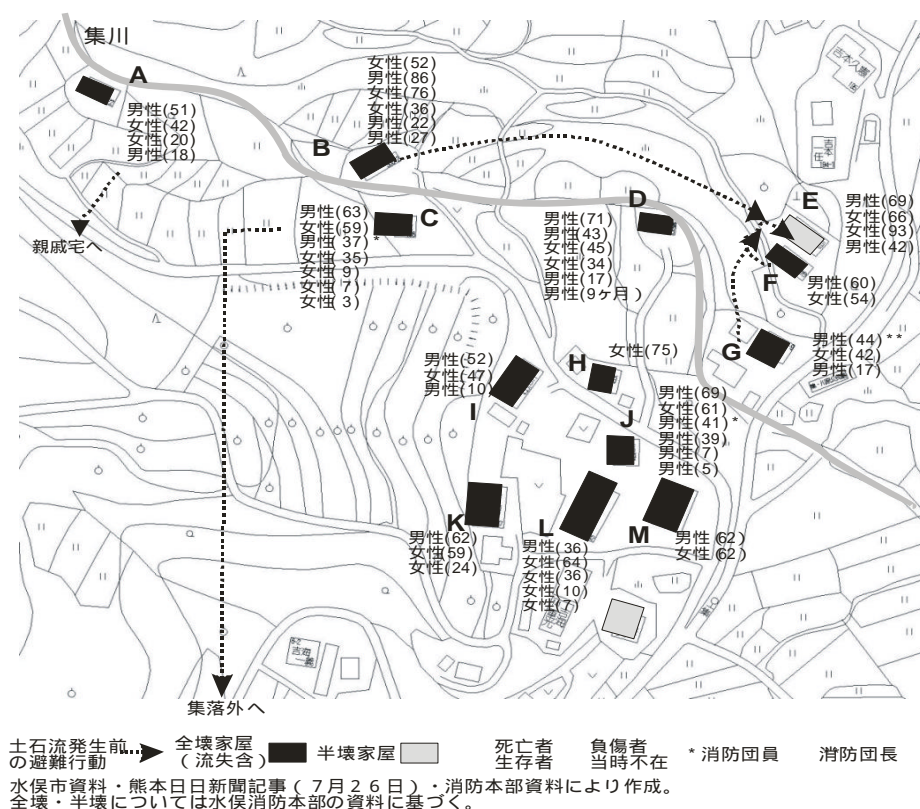 集川
A
男性(51)
女性(42)
女性(20)
男性(18)
親戚宅へ
女性(52)
男性(86)
女性(76)
女性(36)
男性(22)
男性(27)
B
男性(63)
女性(59)
男性(37)*
女性(35)
女性(9)
女性(7)
女性(3)
C
集落外へ
D
男性(71)
男性(43)
女性(45)
女性(34)
男性(17)
男性(9ヶ月)
E
男性(69)
女性(66)
女性(93)
男性(42)
F
男性(60)
女性(54)
G
男性(44)**
女性(42)
男性(17)
H
女性(75)
男性(52)
女性(47)
男性(10)
I
J
男性(69)
女性(61)
男性(41)*
男性(39)
男性(7)
男性(5)
K
男性(62)
女性(59)
女性(24)
L
男性(36)
女性(64)
女性(36)
女性(10)
女性(7)
M
男性(62)
女性(62)
土石流発生前の避難行動
全壊家屋(流失含)
半壊家屋
死亡者
生存者
負傷者
当時不在
*消防団員
消防団長
水俣市資料・熊本日日新聞記事(7月26日)・消防本部資料により作成。
全壊・半壊については水俣消防本部の資料に基づく。